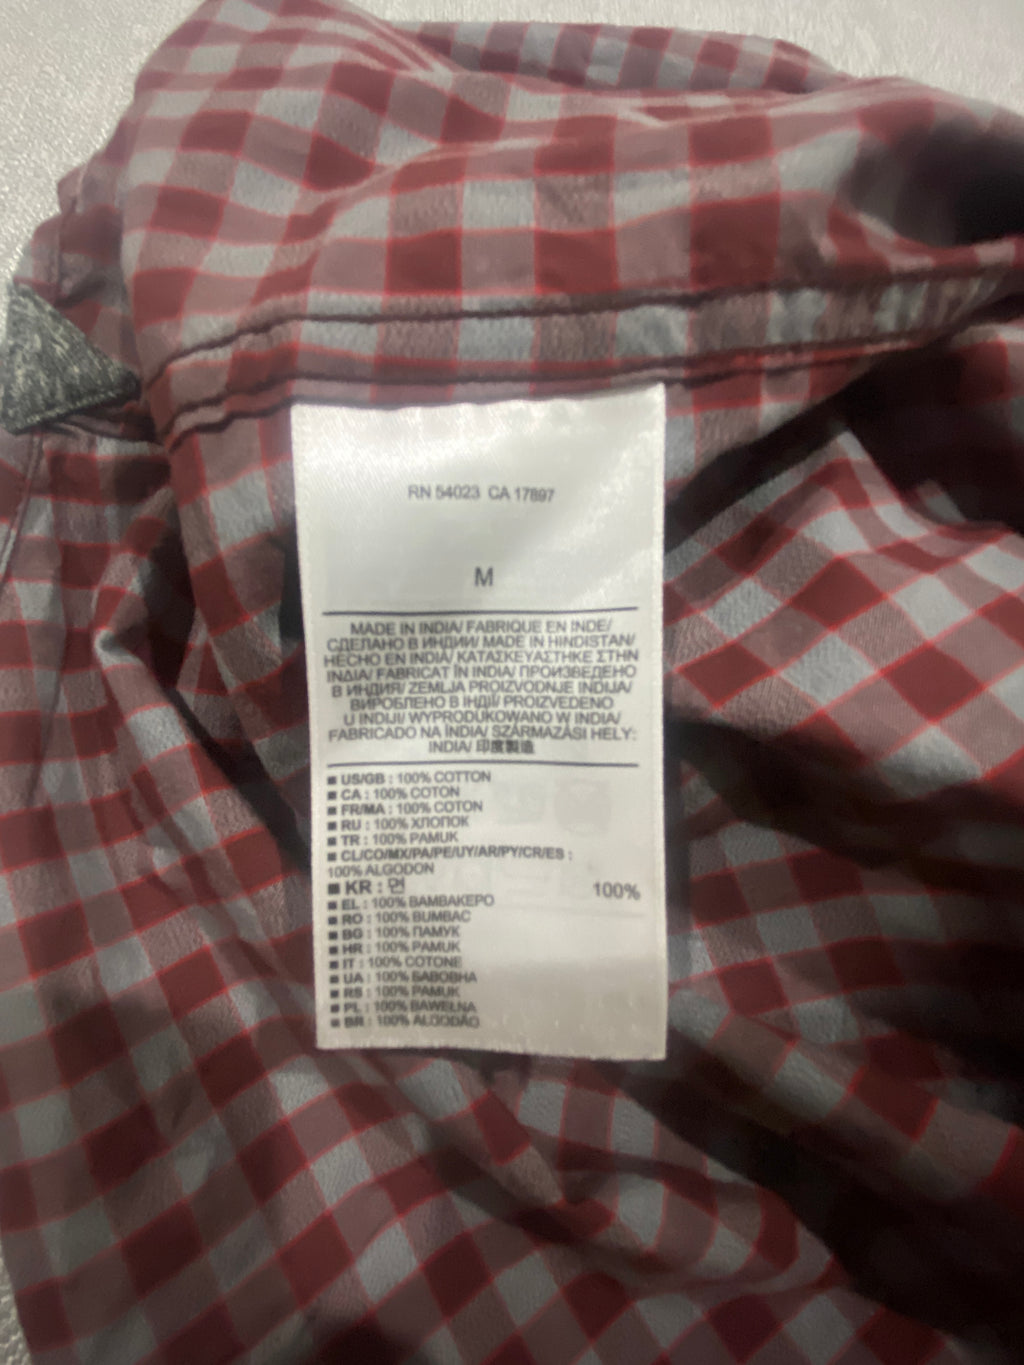 RN 54023 CA 17897
M
MADE IN INDIA/ FABRIQUE EN INDE/
СДЕЛАНО В ИНДИИ/ MADE IN HINDISTAN/
HECHO EN INDIA/ ΚΑΤΑΣΚΕΥΑΣΤΗΚΕ ΣΤΗΝ
ΙΝΔΙΑ/ FABRICAT ÎN INDIA/ ПРОИЗВЕДЕНО
В ИНДИЯ/ ZEMLJA PROIZVODNJE INDIJA/
ВИРОБЛЕНО В ІНДІЇ/ PROIZVEDENO
U INDIJI/ WYPRODUKOWANO W INDIA/
FABRICADO NA ÍNDIA/ SZÁRMAZÁSI HELY:
INDIA/ 印度製造
■ US/GB : 100% COTTON
■ CA : 100% COTON
■ FR/MA : 100% COTON
■ RU : 100% ХЛОПОК
■ TR : 100% PAMUK
■ CL/CO/MX/PA/PE/UY/AR/PY/CR/ES :
100% ALGODON
■ KR : 면 100%
■ EL : 100% ΒΑΜΒΑΚΕΡΟ
■ RO : 100% BUMBAC
■ BG : 100% ПАМУК
■ HR : 100% PAMUK
■ IT : 100% COTONE
■ UA : 100% БАВОВНА
■ RS : 100% PAMUK
■ PL : 100% BAWEŁNA
■ BR : 100% ALGODÃO